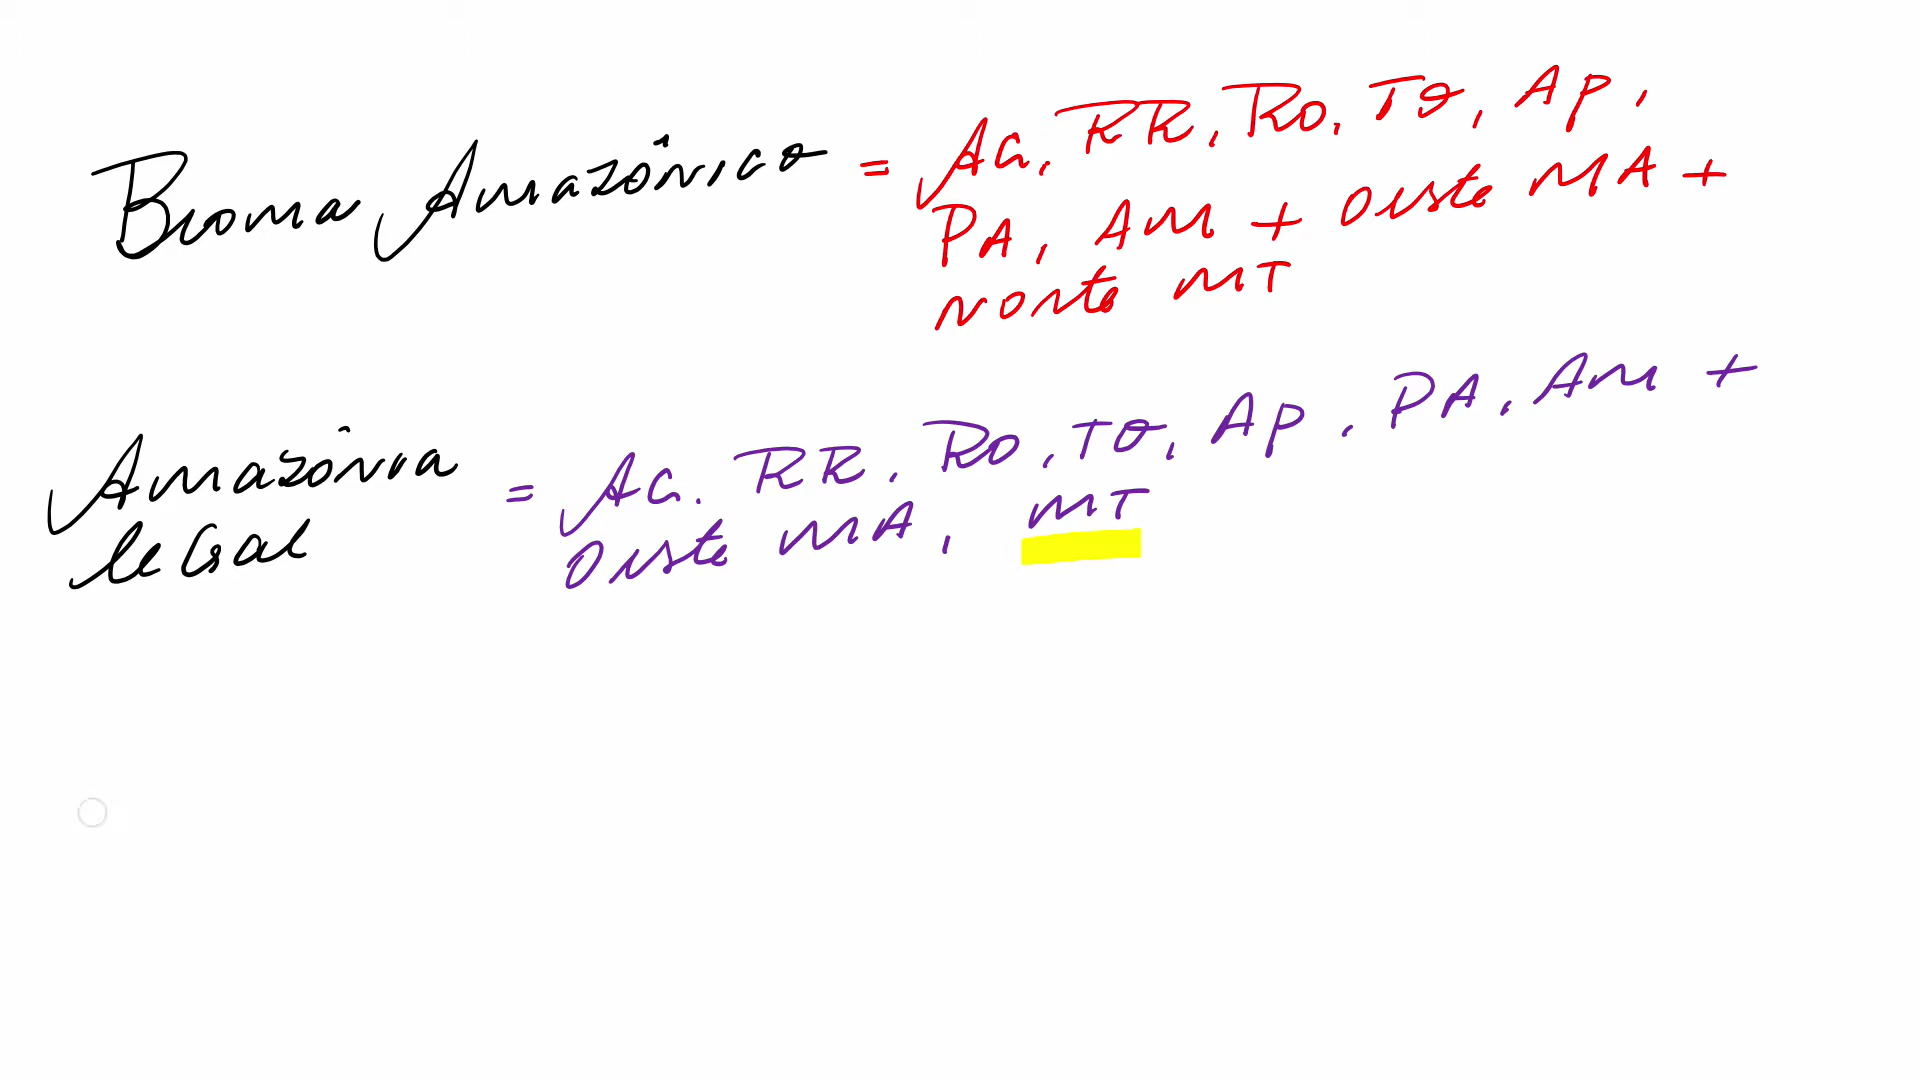 Bioma Amazônico = AC, RR, RO, TO, AP,
PA, AM + oeste MA +
norte MT
Amazônia = AC, RR, RO, TO, AP, PA, AM +
legal oeste MA, MT